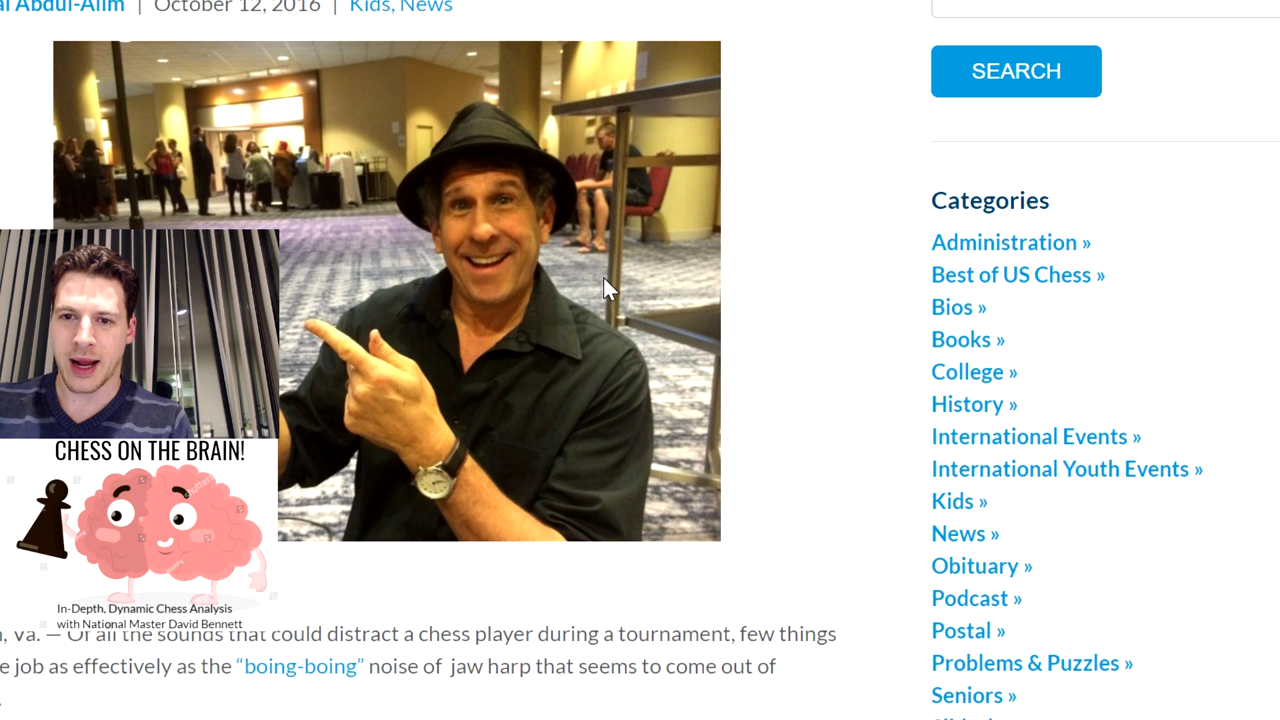 Abdul-Alim | October 12, 2016 | Kids, News
SEARCH
Categories
Administration »
Best of US Chess »
Bios »
Books »
College »
History »
International Events »
International Youth Events »
Kids »
News »
Obituary »
Podcast »
Postal »
Problems & Puzzles »
Seniors »
CHESS ON THE BRAIN!
In-Depth, Dynamic Chess Analysis
with National Master David Bennett
, Va. — Of all the sounds that could distract a chess player during a tournament, few things
e job as effectively as the “boing-boing” noise of jaw harp that seems to come out of